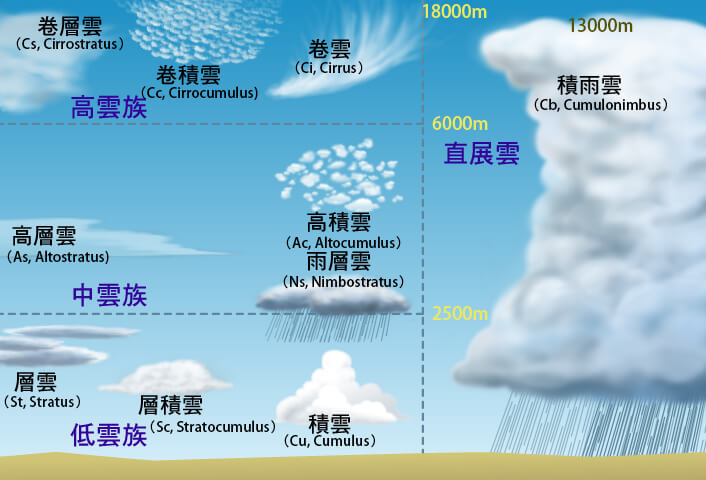 卷層雲
（Cs, Cirrostratus）
卷積雲
（Cc, Cirrocumulus）
卷雲
（Ci, Cirrus）
高雲族
18000m
13000m
積雨雲
（Cb, Cumulonimbus）
6000m
直展雲
高積雲
（Ac, Altocumulus）
高層雲
（As, Altostratus）
雨層雲
（Ns, Nimbostratus）
中雲族
2500m
層雲
（St, Stratus）
層積雲
（Sc, Stratocumulus）
積雲
（Cu, Cumulus）
低雲族